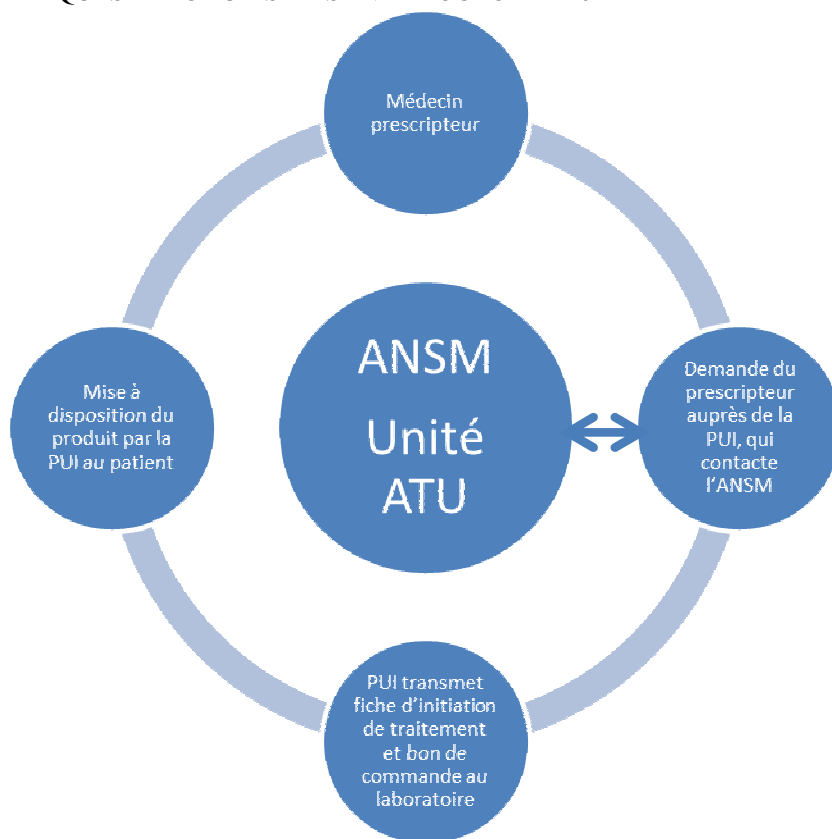 Médecin
prescripteur
ANSM
Unité
ATU
Demande du
prescripteur
auprès de la
PUI, qui
contacte
l'ANSM
PUI transmet
fiche d'initiation
de traitement
et bon de
commande au
laboratoire
Mise à
disposition du
produit par la
PUI au patient